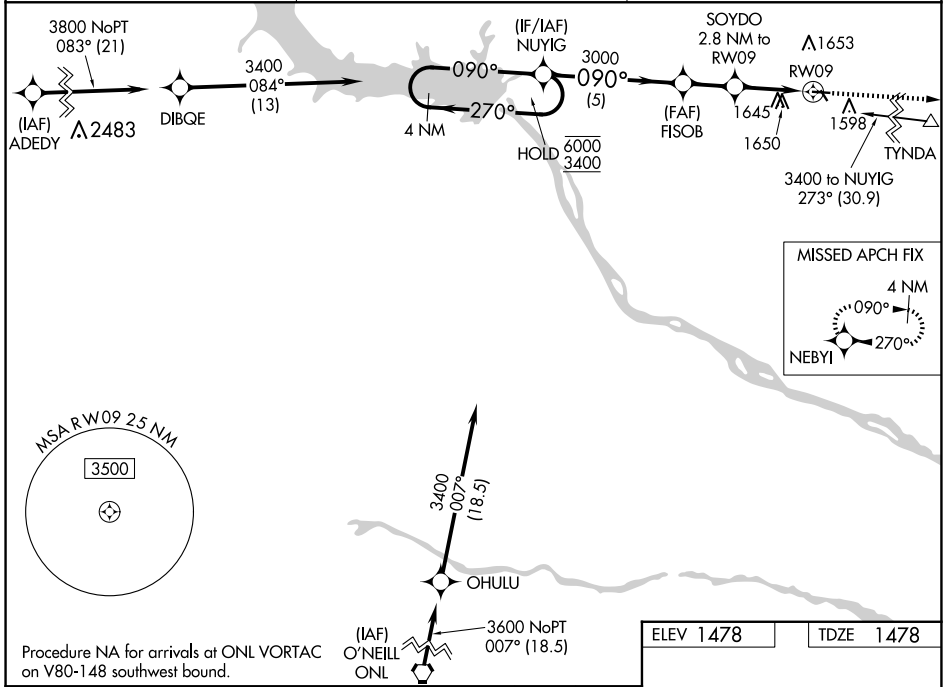 3800 NoPT
083° (21)
(IAF)
ADEDY
2483
DIBQE
3400
084°
(13)
(IF/IAF)
NUYIG
090°
270°
4 NM
HOLD 6000
3400
3000
090°
(5)
(FAF)
FISOB
SOYDO
2.8 NM to
RW09
1653
RW09
1645
1650
1598
TYNDA
3400 to NUYIG
273° (30.9)
MISSED APCH FIX
4 NM
090°
270°
NEBYI
MSA RW09 25 NM
3500
3400
007°
(18.5)
OHULU
(IAF)
O'NEILL
ONL
3600 NoPT
007° (18.5)
Procedure NA for arrivals at ONL VORTAC
on V80-148 southwest bound.
ELEV 1478
TDZE 1478